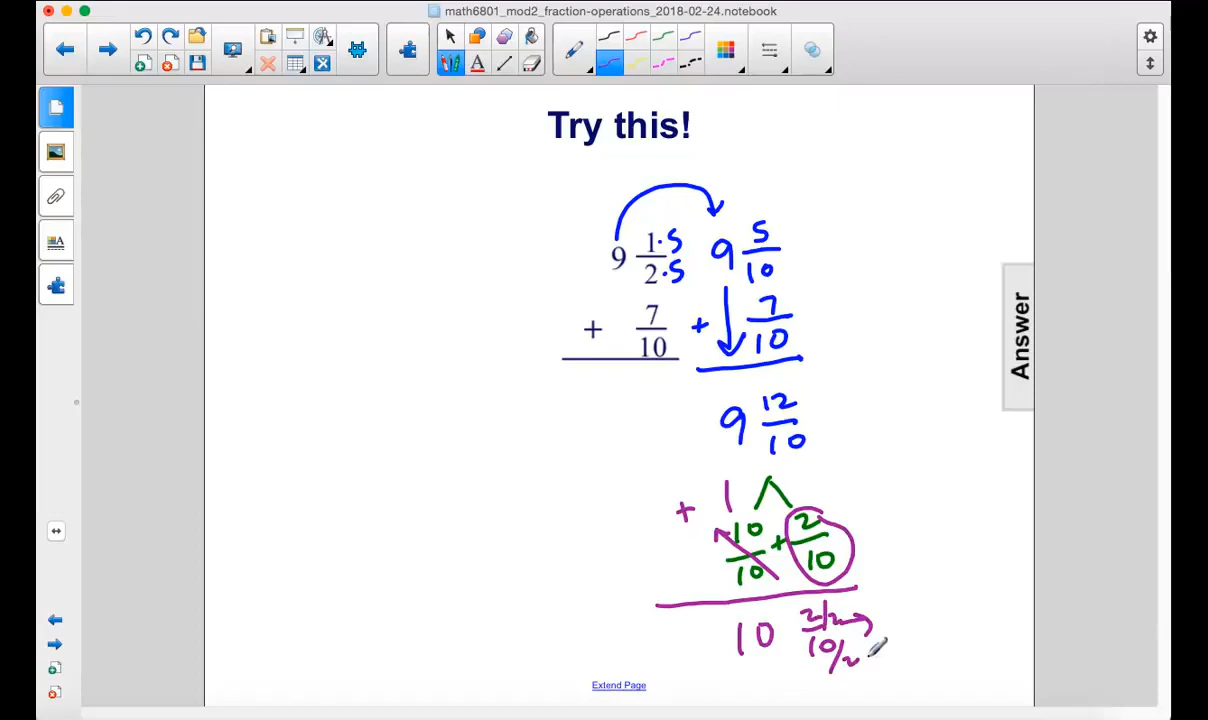 math6801_mod2_fraction-operations_2018-02-24.notebook
Try this!
9 1·5/2·5 9 5/10
+ 7/10 + 7/10
9 12/10
+ 1
10/10 + 2/10
10 2/2 / 10/2
Answer
Extend Page